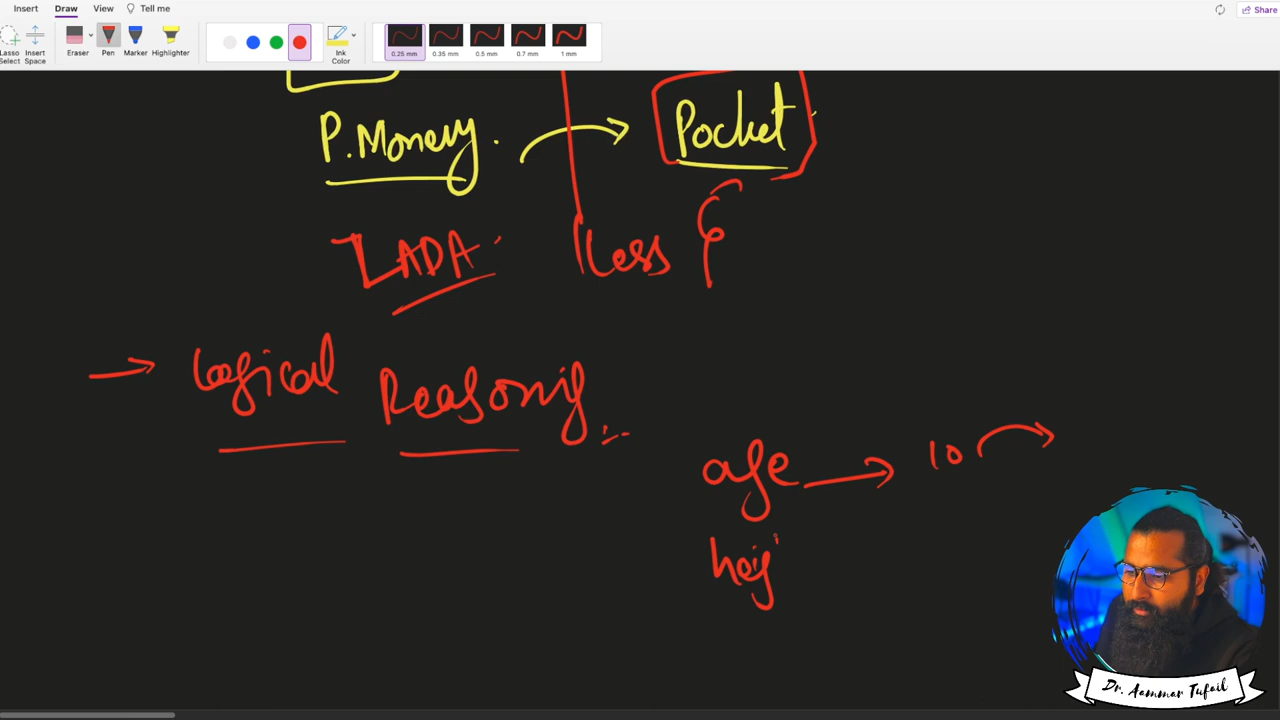 Insert Draw View Tell me
Share
Lasso Select Insert Space Eraser Pen Marker Highlighter Ink Color 0.25 mm 0.35 mm 0.5 mm 0.7 mm 1 mm
P. Money. Pocket
LADA. less
Logical Reasoning
age 10
heig
Dr. Aammar Tufail